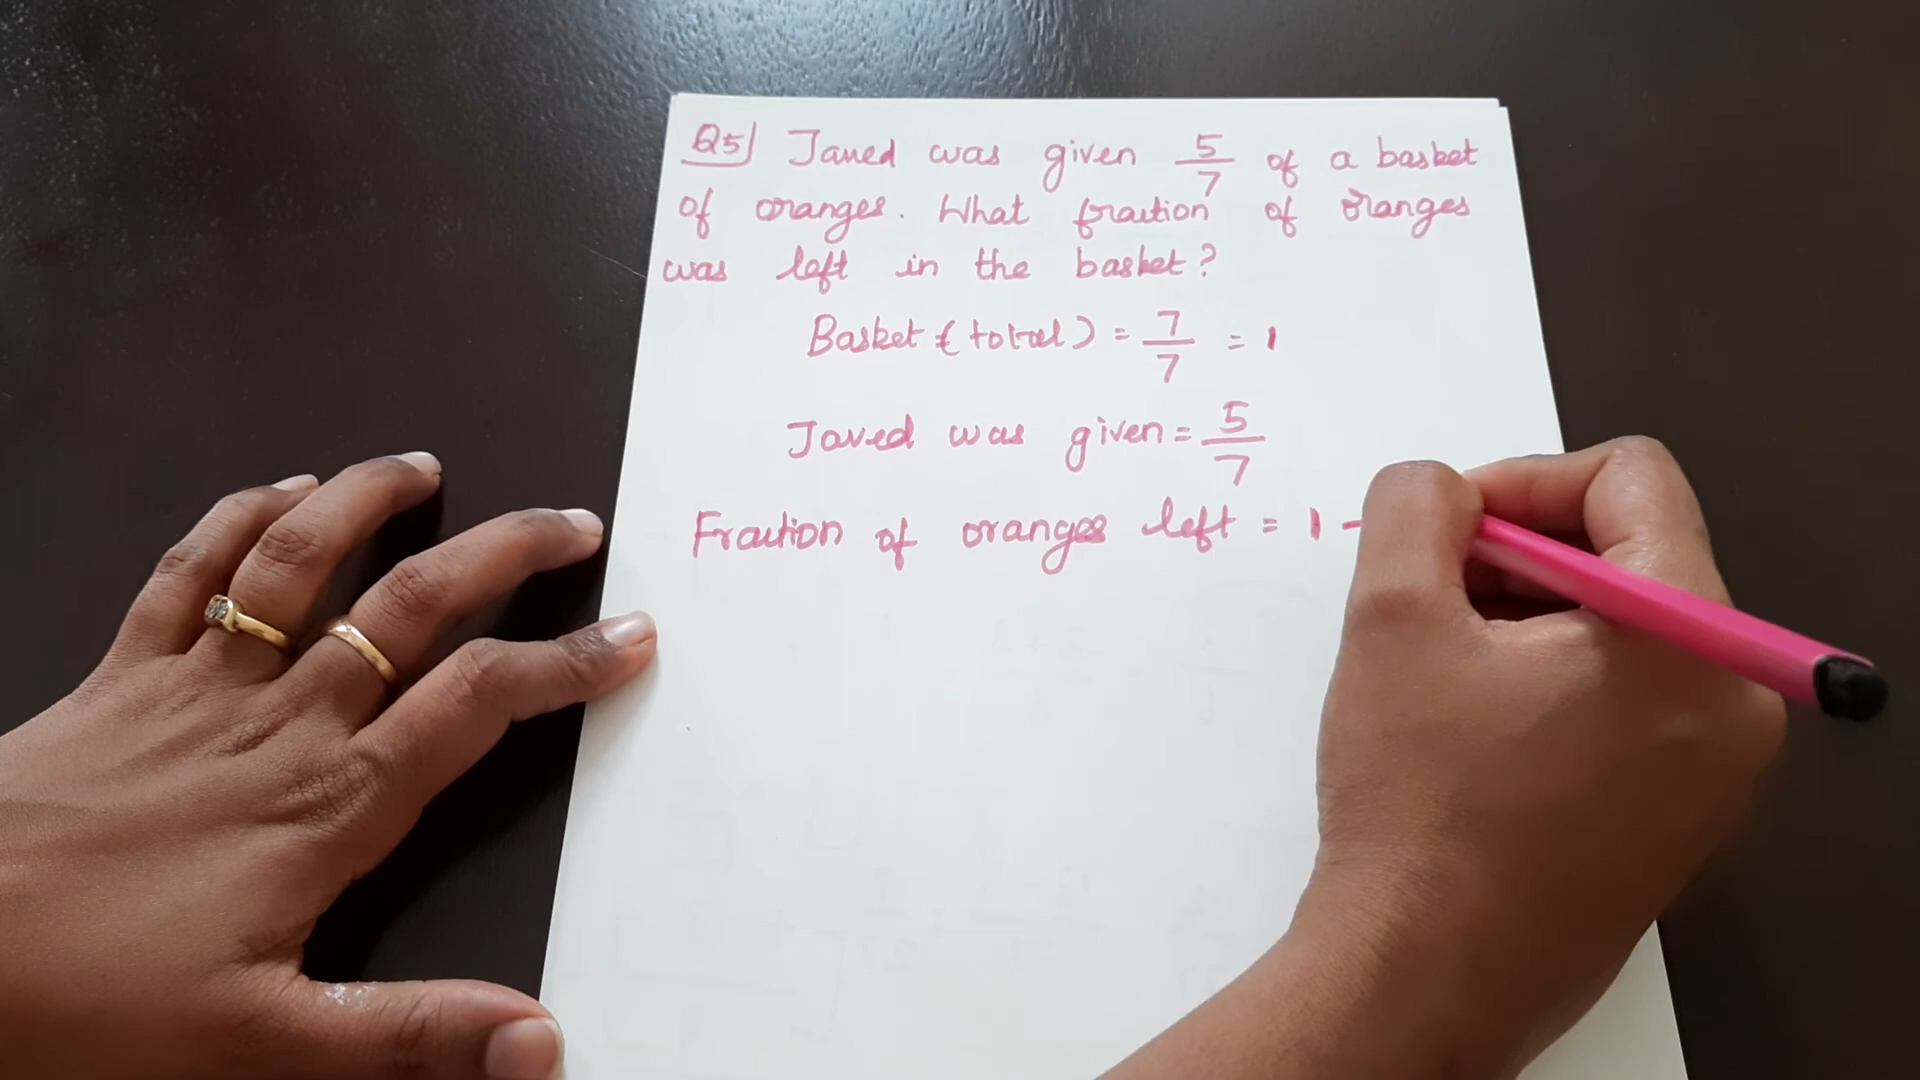 Q5 Javed was given 5/7 of a basket
of oranges. What fraction of oranges
was left in the basket?
Basket (total) = 7/7 = 1
Javed was given = 5/7
Fraction of oranges left = 1 -